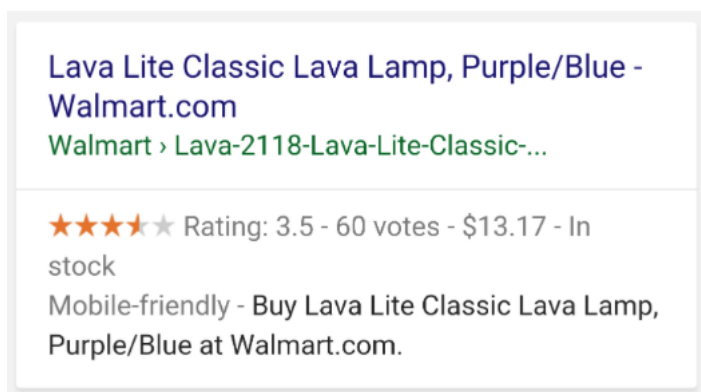 Lava Lite Classic Lava Lamp, Purple/Blue -
Walmart.com
Walmart › Lava-2118-Lava-Lite-Classic-...
Rating: 3.5 - 60 votes - $13.17 - In
stock
Mobile-friendly - Buy Lava Lite Classic Lava Lamp,
Purple/Blue at Walmart.com.